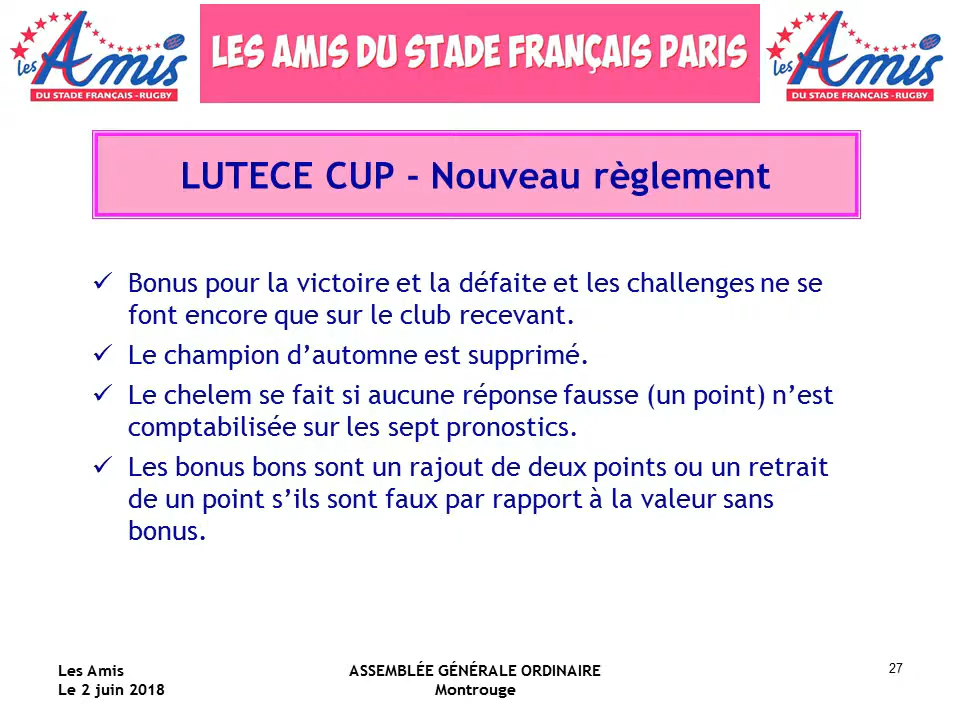 les Amis
DU STADE FRANÇAIS - RUGBY
LES AMIS DU STADE FRANÇAIS PARIS
les Amis
DU STADE FRANÇAIS - RUGBY
LUTECE CUP - Nouveau règlement
✓ Bonus pour la victoire et la défaite et les challenges ne se
font encore que sur le club recevant.
✓ Le champion d’automne est supprimé.
✓ Le chelem se fait si aucune réponse fausse (un point) n’est
comptabilisée sur les sept pronostics.
✓ Les bonus bons sont un rajout de deux points ou un retrait
de un point s’ils sont faux par rapport à la valeur sans
bonus.
Les Amis
Le 2 juin 2018
ASSEMBLÉE GÉNÉRALE ORDINAIRE
Montrouge
27